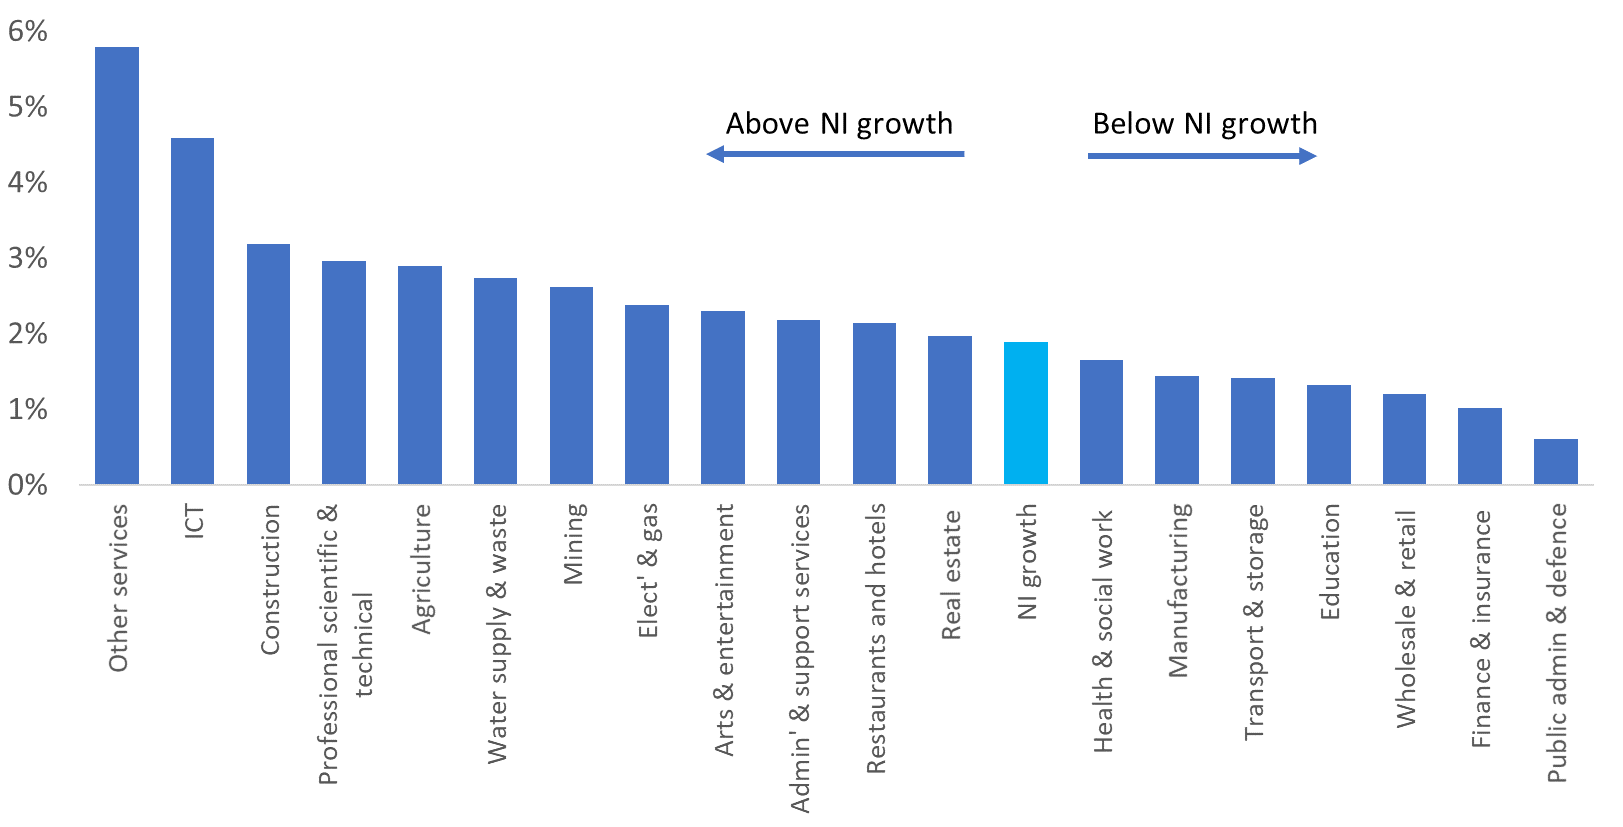 6%
5%
4%
3%
2%
1%
0%
Above NI growth
Below NI growth
Other services
ICT
Construction
Professional scientific &
technical
Agriculture
Water supply & waste
Mining
Elect' & gas
Arts & entertainment
Admin' & support services
Restaurants and hotels
Real estate
NI growth
Health & social work
Manufacturing
Transport & storage
Education
Wholesale & retail
Finance & insurance
Public admin & defence